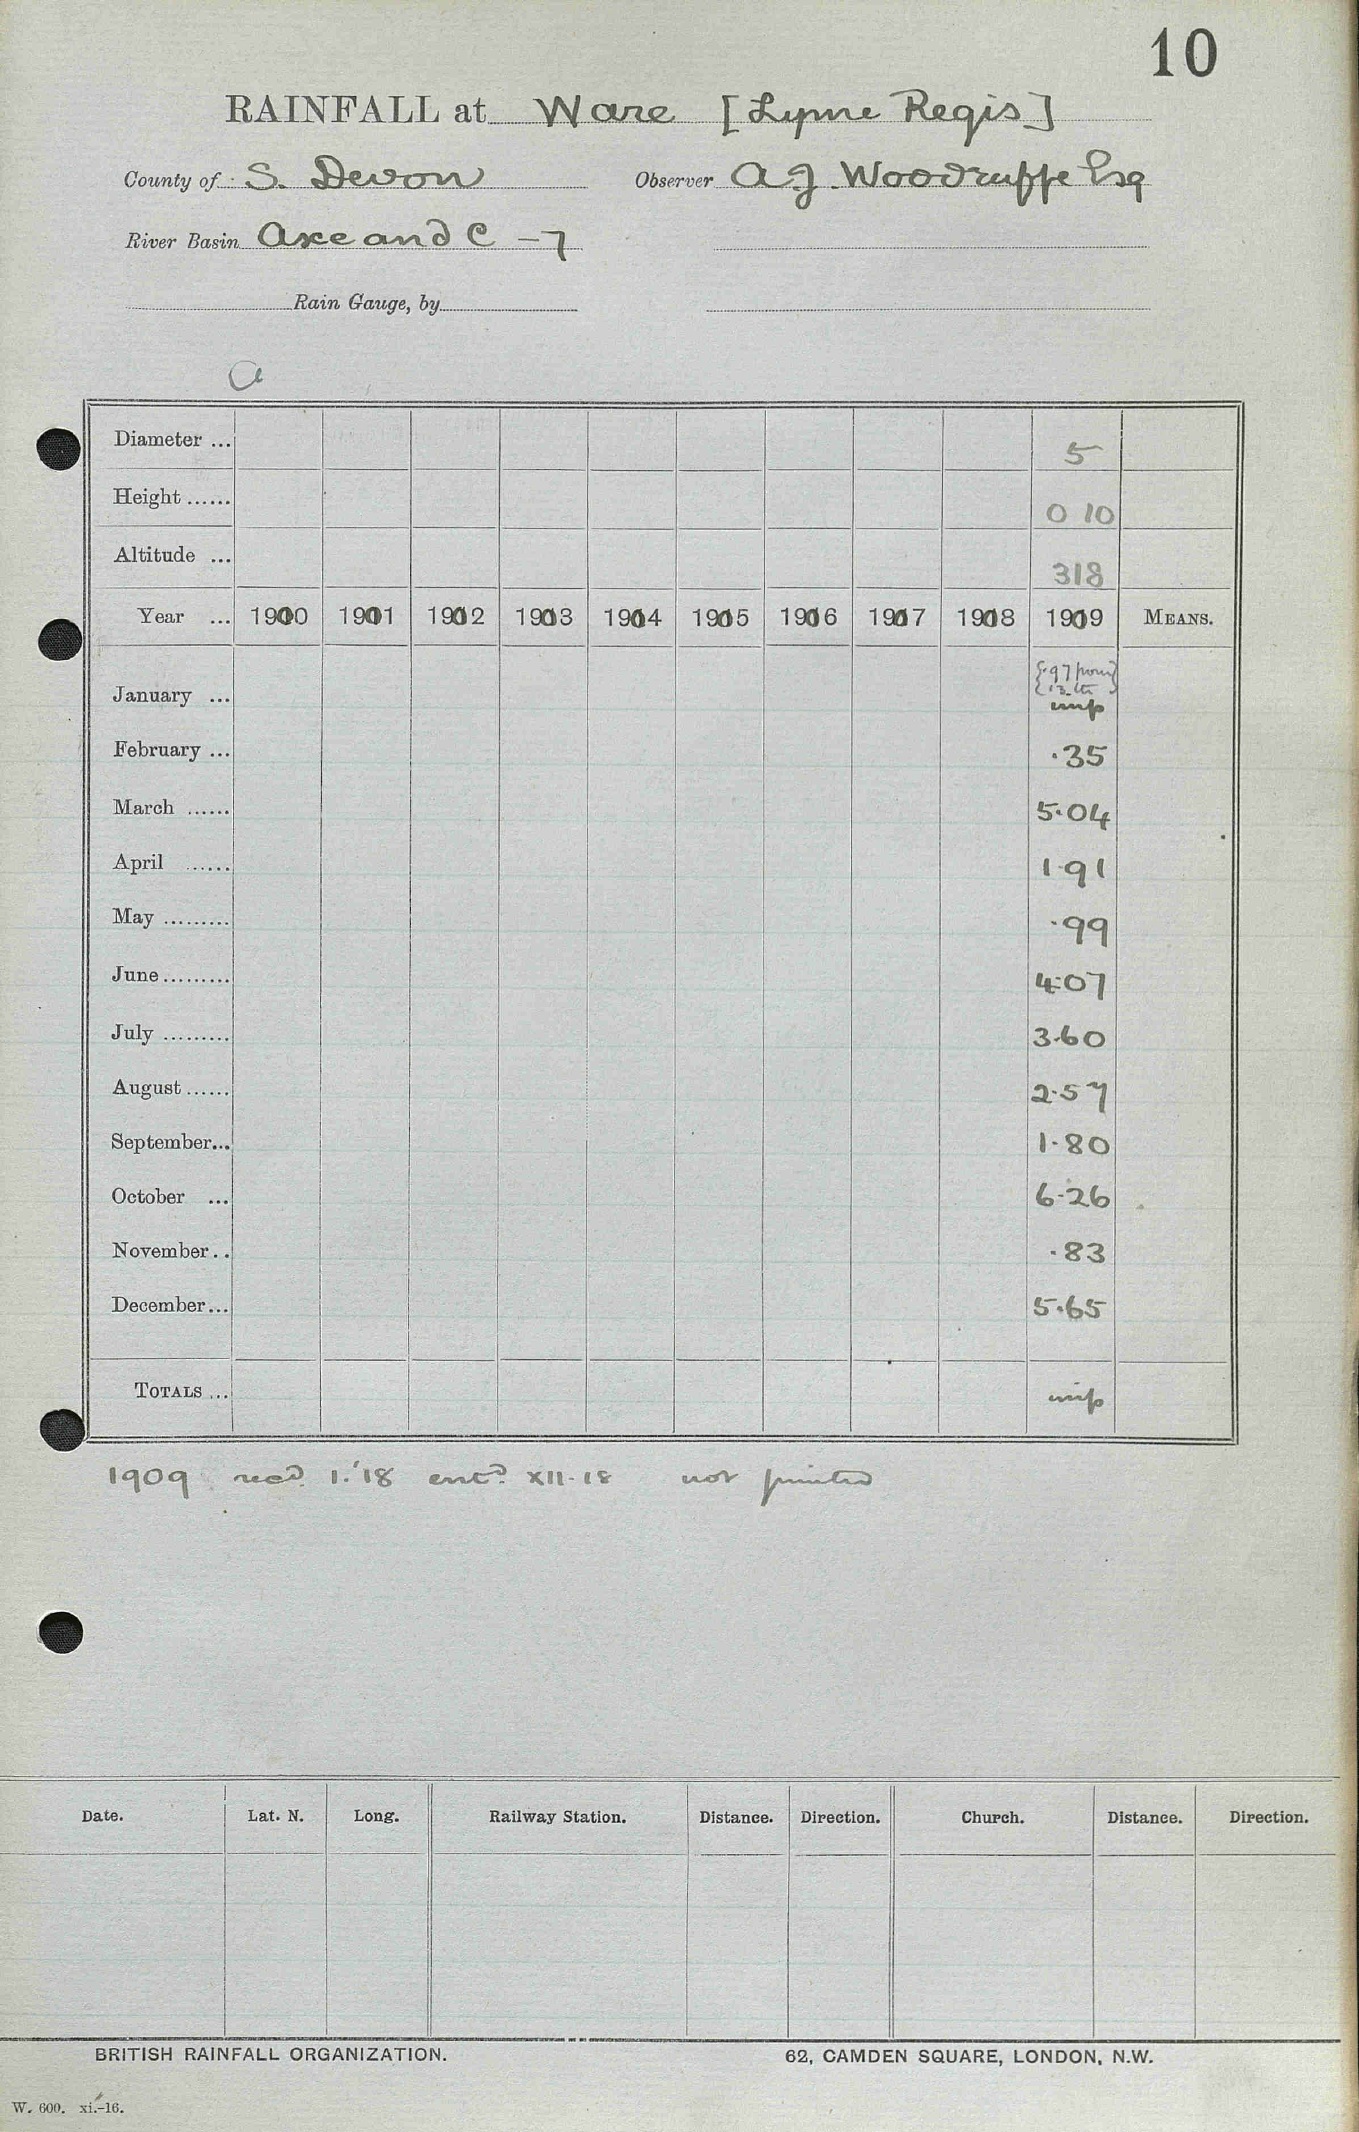 10
RAINFALL at Ware [Lyme Regis]
County of S. Devon Observer A J Woodruffe Esq
River Basin Axe and C – 7
Rain Gauge, by
a
Diameter ... 5
Height ...... 0 10
Altitude ... 318
Year ... 1900 1901 1902 1903 1904 1905 1906 1907 1908 1909 MEANS.
{.97 from}
{13th}
January ... imp
February ... .35
March ...... 5.04
April ...... 1.91
May ......... .99
June ......... 4.07
July ......... 3.60
August ...... 2.57
September... 1.80
October ... 6.26
November.. .83
December... 5.65
TOTALS ... imp
1909 recd. 1.'18 entd. XII.18 not printed
Date. Lat. N. Long. Railway Station. Distance. Direction. Church. Distance. Direction.
BRITISH RAINFALL ORGANIZATION. 62, CAMDEN SQUARE, LONDON, N.W.
W. 600. xi.–16.